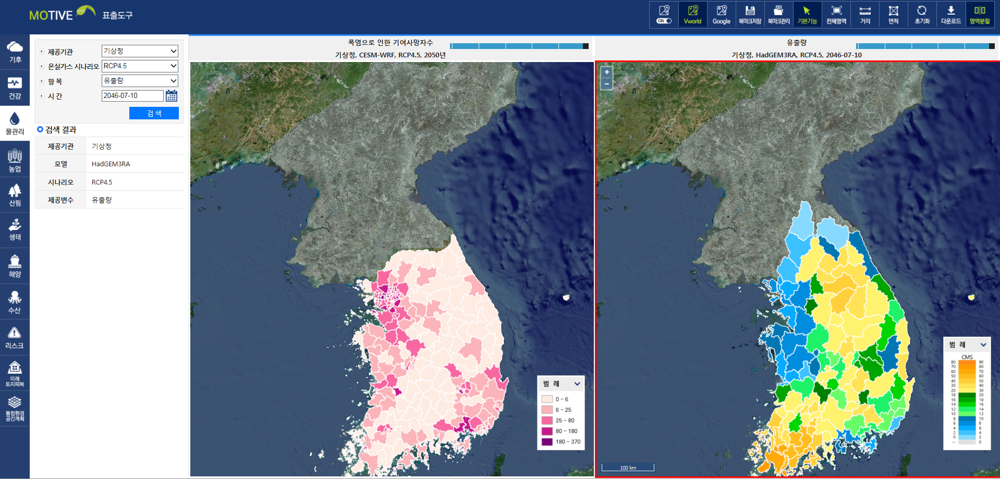 MOTIVE MOTIVE 표출도구
ON
Vworld
Google
북마크저장
북마크관리
기본기능
전체영역
거리
면적
초기화
다운로드
영역분할
기후
건강
물관리
농업
산림
생태
해양
수산
리스크
미래
토지피복
통합환경
공간계획
제공기관 기상청
온실가스 시나리오 RCP4.5
항 목 유출량
시 간 2046-07-10
검 색
검색 결과
제공기관 기상청
모델 HadGEM3RA
시나리오 RCP4.5
제공변수 유출량
폭염으로 인한 기여사망자수
기상청, CESM-WRF, RCP4.5, 2050년
범 례
0 - 6
6 - 25
25 - 80
80 - 180
180 - 370
유출량
기상청, HadGEM3RA, RCP4.5, 2046-07-10
+
−
100 km
범 례
CMS
80 90
70 80
60 70
50 60
40 50
30 40
20 30
18 20
16 18
14 16
12 14
10 12
8 10
6 8
4 6
2 4
0 2
-- 0